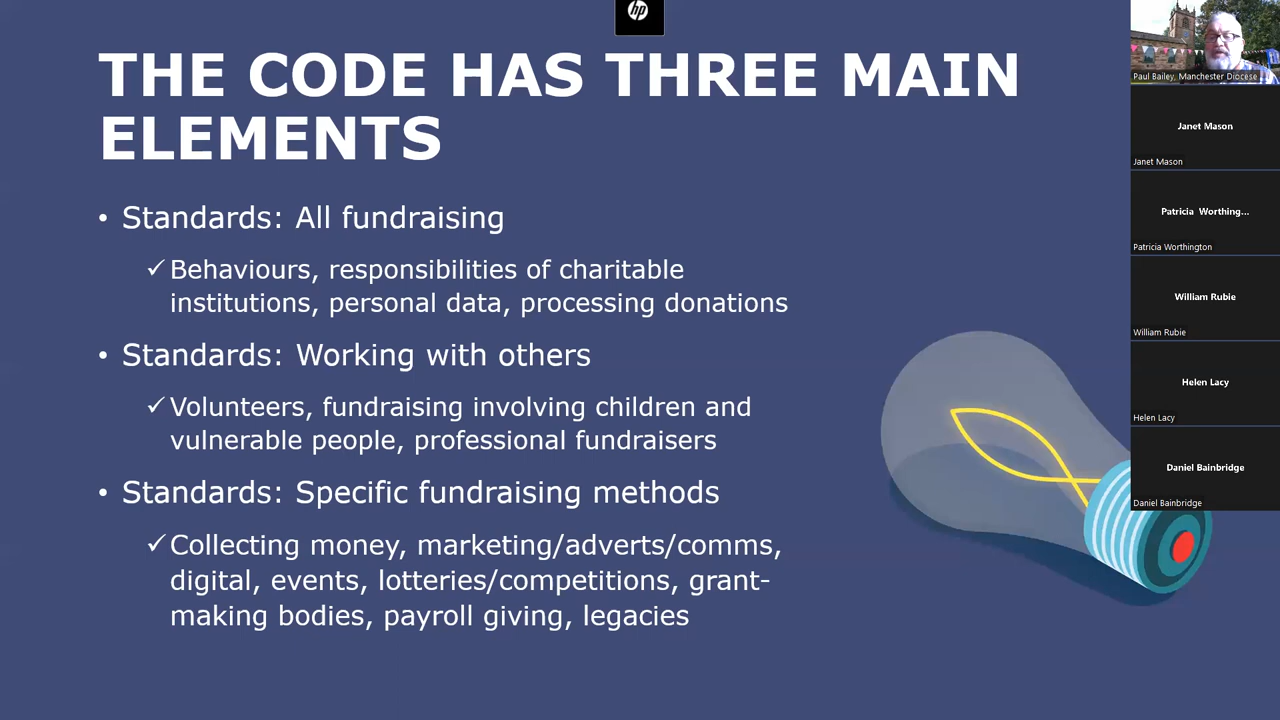 hp
THE CODE HAS THREE MAIN
ELEMENTS
• Standards: All fundraising
✓ Behaviours, responsibilities of charitable
institutions, personal data, processing donations
• Standards: Working with others
✓ Volunteers, fundraising involving children and
vulnerable people, professional fundraisers
• Standards: Specific fundraising methods
✓ Collecting money, marketing/adverts/comms,
digital, events, lotteries/competitions, grant-
making bodies, payroll giving, legacies
Paul Bailey, Manchester Diocese
Janet Mason
Janet Mason
Patricia Worthing...
Patricia Worthington
William Rubie
William Rubie
Helen Lacy
Helen Lacy
Daniel Bainbridge
Daniel Bainbridge